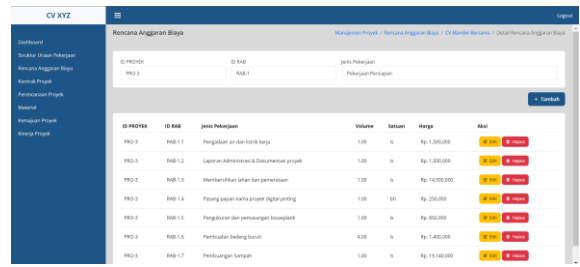 CV XYZ
Logout
Dashboard
Struktur Uraian Pekerjaan
Rencana Anggaran Biaya
Kontrak Proyek
Perencanaan Proyek
Material
Kemajuan Proyek
Kinerja Proyek
Rencana Anggaran Biaya
Manajemen Proyek / Rencana Anggaran Biaya / CV Mandiri Bersama / Detail Rencana Anggaran Biaya
ID PROYEK ID RAB Jenis Pekerjaan
PRO-3 RAB-1 Pekerjaan Persiapan
+ Tambah
ID PROYEK ID RAB Jenis Pekerjaan Volume Satuan Harga Aksi
PRO-3 RAB-1.1 Pengadaan air dan listrik kerja 1.00 ls Rp. 1,500,000 Edit Hapus
PRO-3 RAB-1.2 Laporan Administrasi & Dokumentasi proyek 1.00 ls Rp. 1,500,000 Edit Hapus
PRO-3 RAB-1.3 Membersihkan lahan dan pemerataan 1.00 ls Rp. 14,500,000 Edit Hapus
PRO-3 RAB-1.4 Pasang papan nama proyek digital printing 1.00 bh Rp. 250,000 Edit Hapus
PRO-3 RAB-1.5 Pengukuran dan pemasangan bouwplank 1.00 ls Rp. 850,000 Edit Hapus
PRO-3 RAB-1.6 Pembuatan bedeng buruh 4.00 ls Rp. 1,400,000 Edit Hapus
PRO-3 RAB-1.7 Pembuangan Sampah 1.00 ls Rp. 19,140,000 Edit Hapus